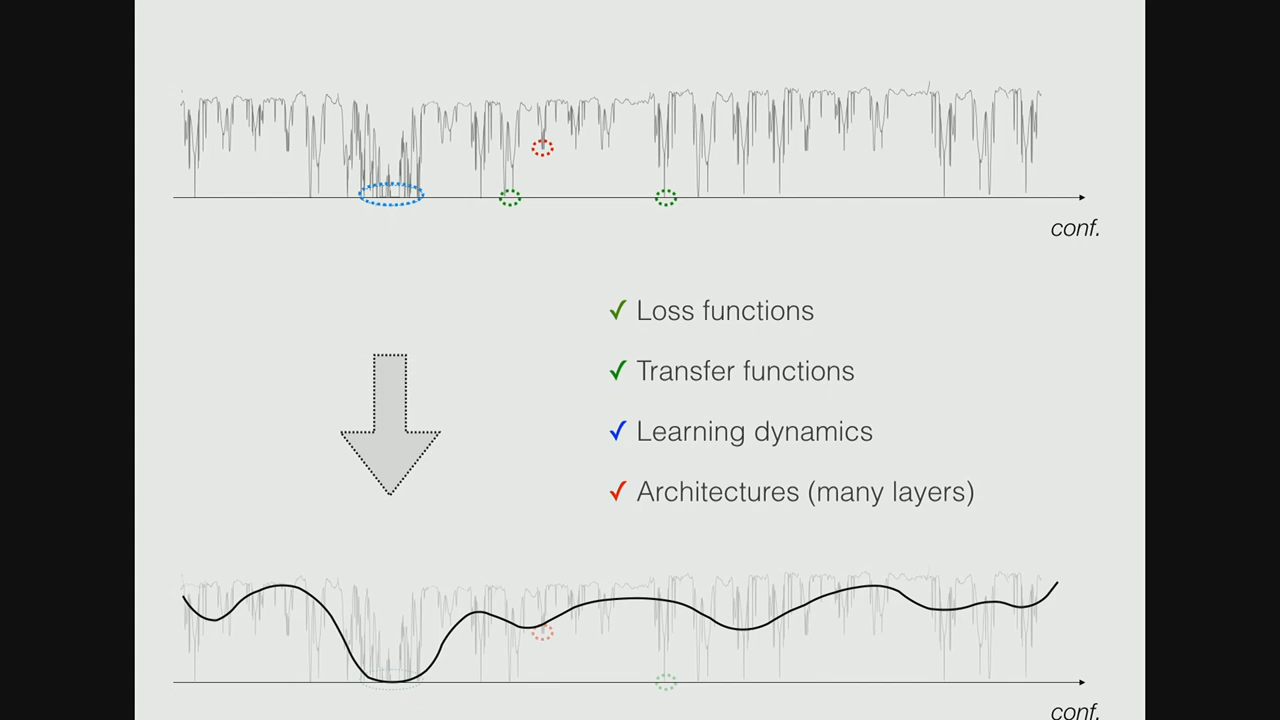 conf.
✓ Loss functions
✓ Transfer functions
✓ Learning dynamics
✓ Architectures (many layers)
conf.